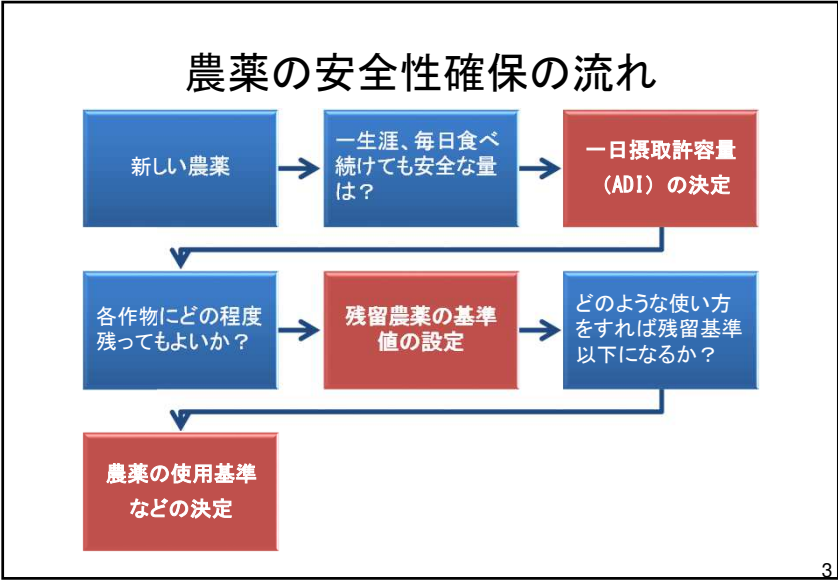 農薬の安全性確保の流れ
新しい農薬
一生涯、毎日食べ
続けても安全な量
は？
一日摂取許容量
（ADI）の決定
各作物にどの程度
残ってもよいか？
残留農薬の基準
値の設定
どのような使い方
をすれば残留基準
以下になるか？
農薬の使用基準
などの決定
3